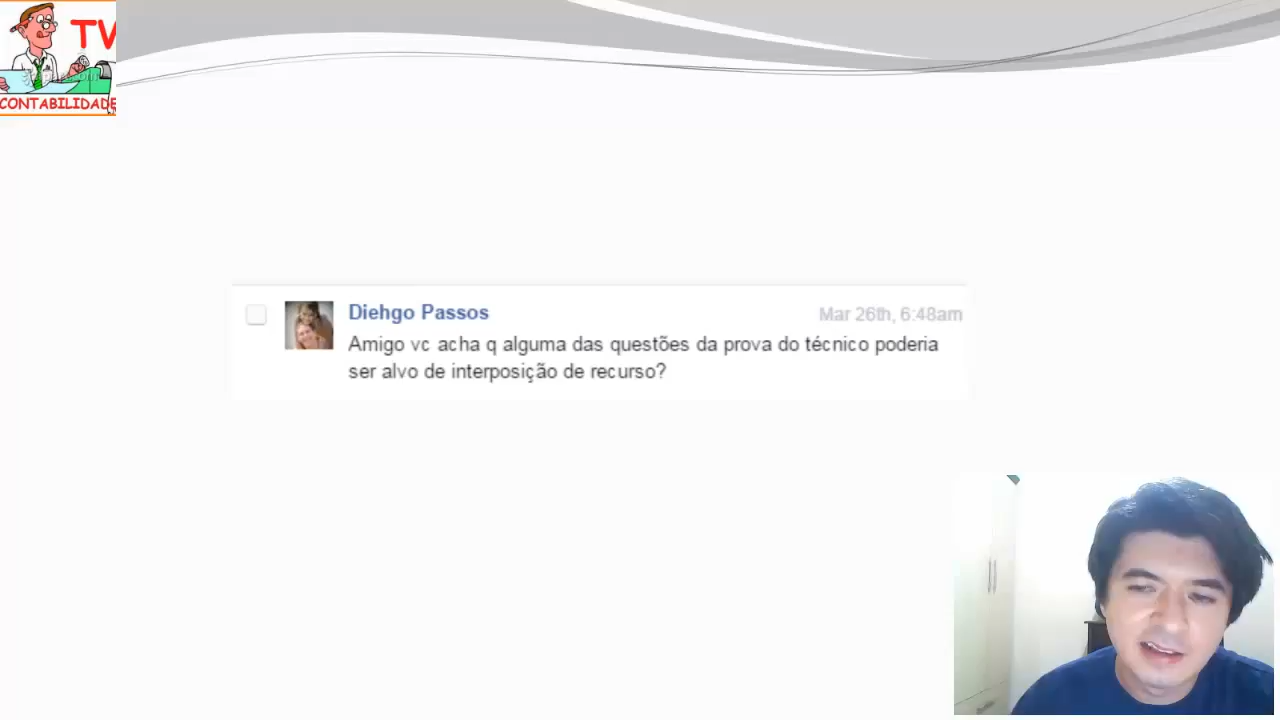 TV
CONTABILIDADE
Diehgo Passos
Mar 26th, 6:48am
Amigo vc acha q alguma das questões da prova do técnico poderia
ser alvo de interposição de recurso?